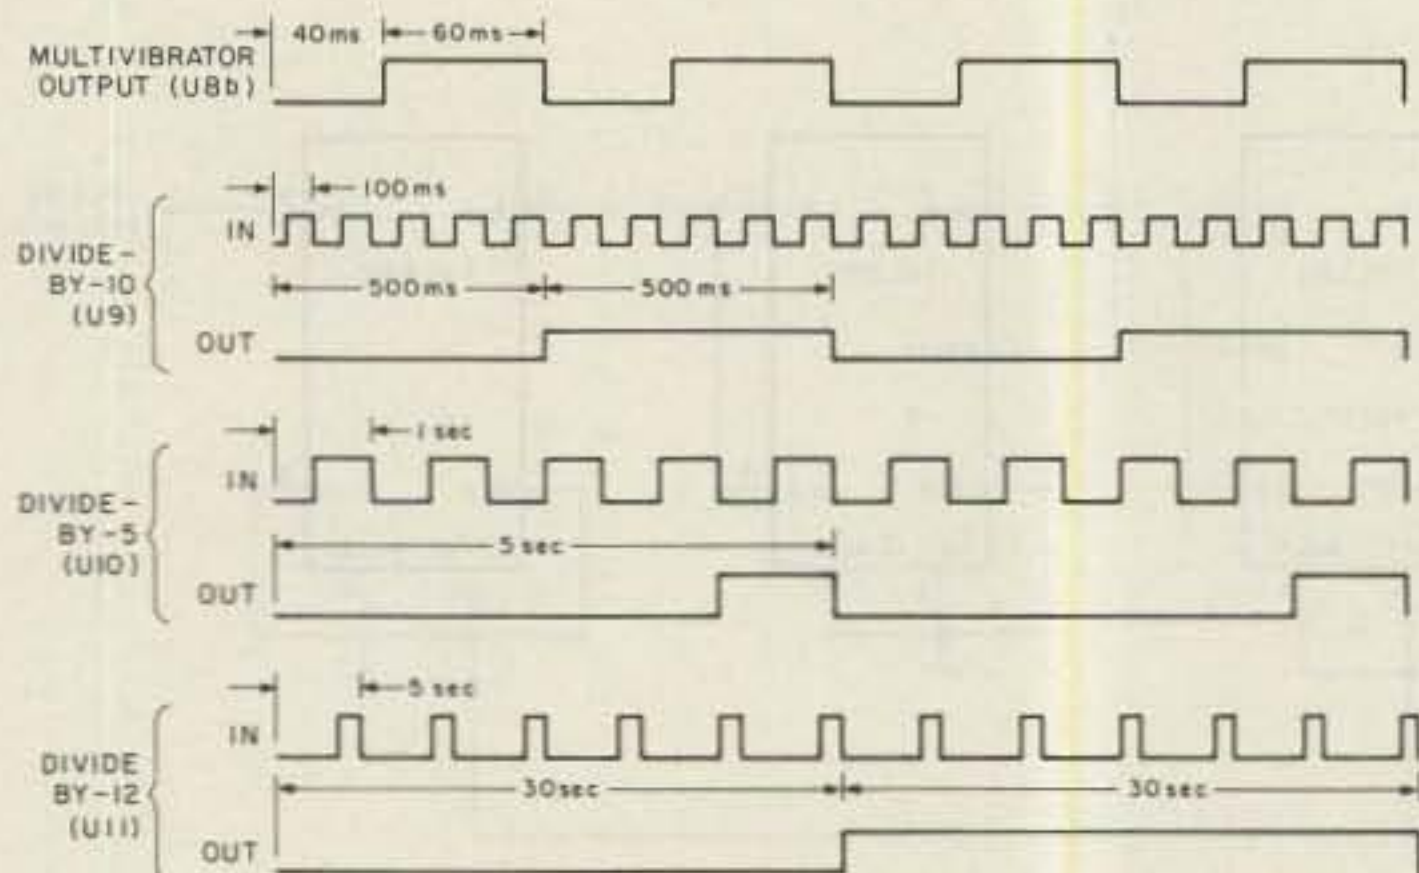 40ms
60ms
MULTIVIBRATOR
OUTPUT (U8b)
100ms
IN
DIVIDE-
BY-10
(U9)
500ms
500ms
OUT
1 sec
IN
DIVIDE-
BY-5
(U10)
5 sec
OUT
5 sec
IN
DIVIDE
BY-12
(U11)
30sec
30sec
OUT